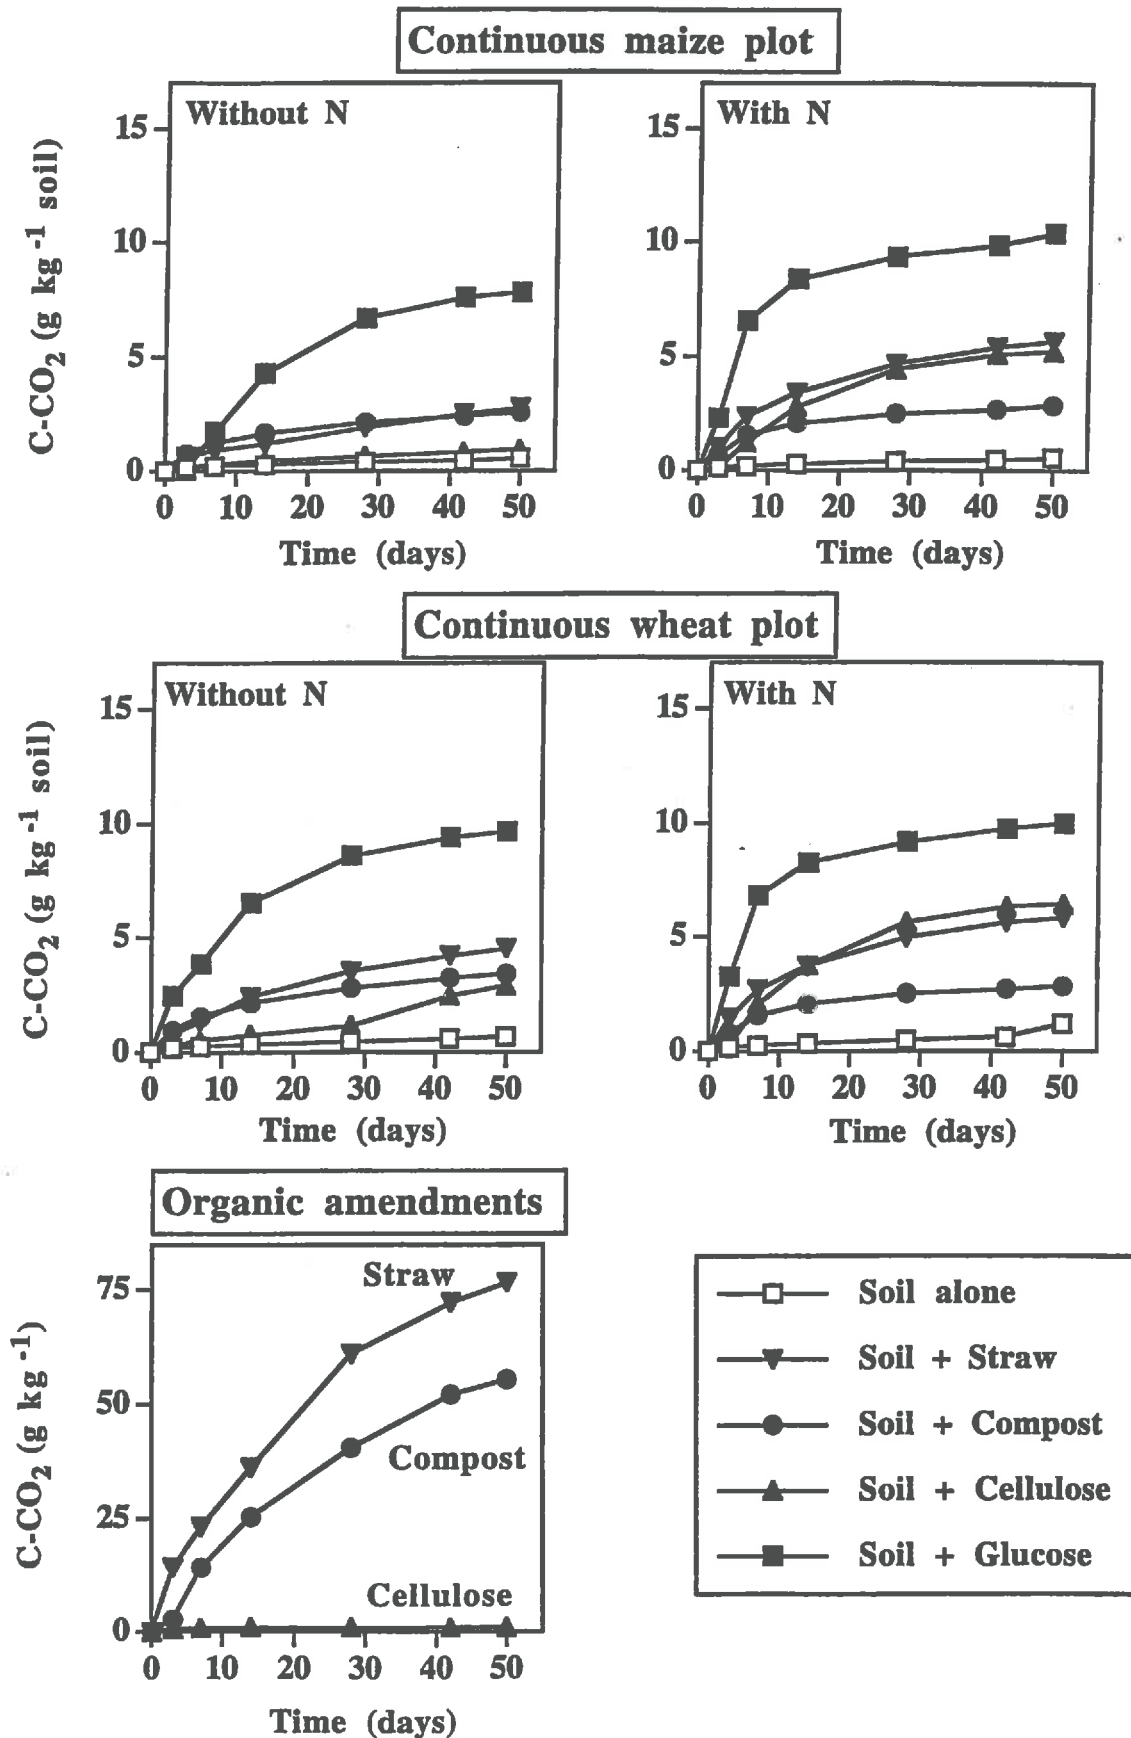 Continuous maize plot
Without N
With N
C-CO2 (g kg -1 soil)
15
10
5
0
0 10 20 30 40 50
Time (days)
15
10
5
0
0 10 20 30 40 50
Time (days)
Continuous wheat plot
Without N
With N
C-CO2 (g kg -1 soil)
15
10
5
0
0 10 20 30 40 50
Time (days)
15
10
5
0
0 10 20 30 40 50
Time (days)
Organic amendments
C-CO2 (g kg -1)
75
50
25
0
Straw
Compost
Cellulose
0 10 20 30 40 50
Time (days)
Soil alone
Soil + Straw
Soil + Compost
Soil + Cellulose
Soil + Glucose